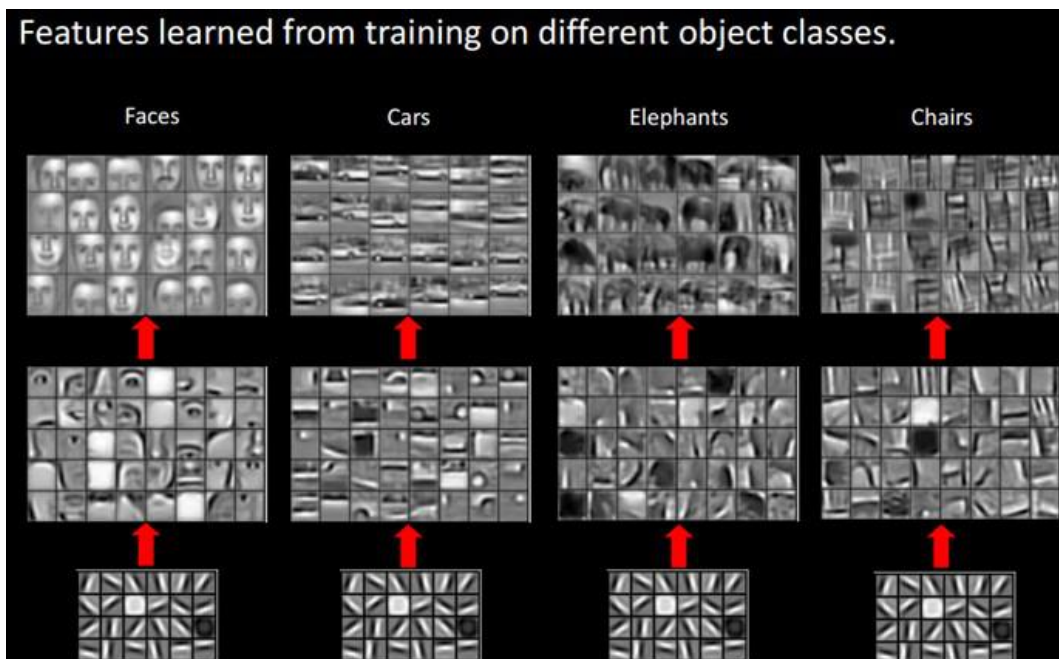 Features learned from training on different object classes.
Faces
Cars
Elephants
Chairs